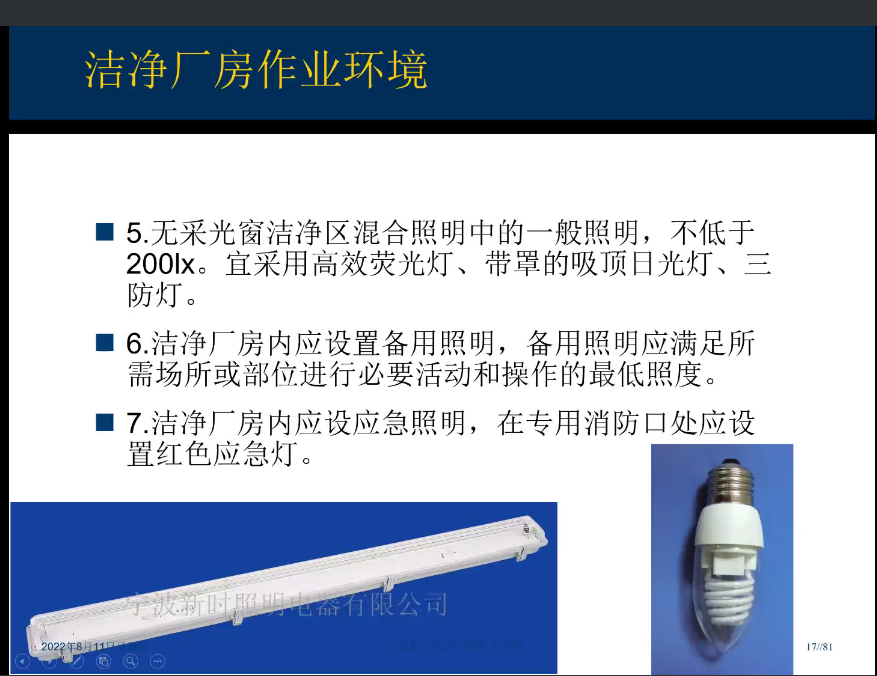 洁净厂房作业环境
5.无采光窗洁净区混合照明中的一般照明，不低于
200lx。宜采用高效荧光灯、带罩的吸顶日光灯、三
防灯。
6.洁净厂房内应设置备用照明，备用照明应满足所
需场所或部位进行必要活动和操作的最低照度。
7.洁净厂房内应设应急照明，在专用消防口处应设
置红色应急灯。
宁波新时照明电器有限公司
2022年8月11日
17//81